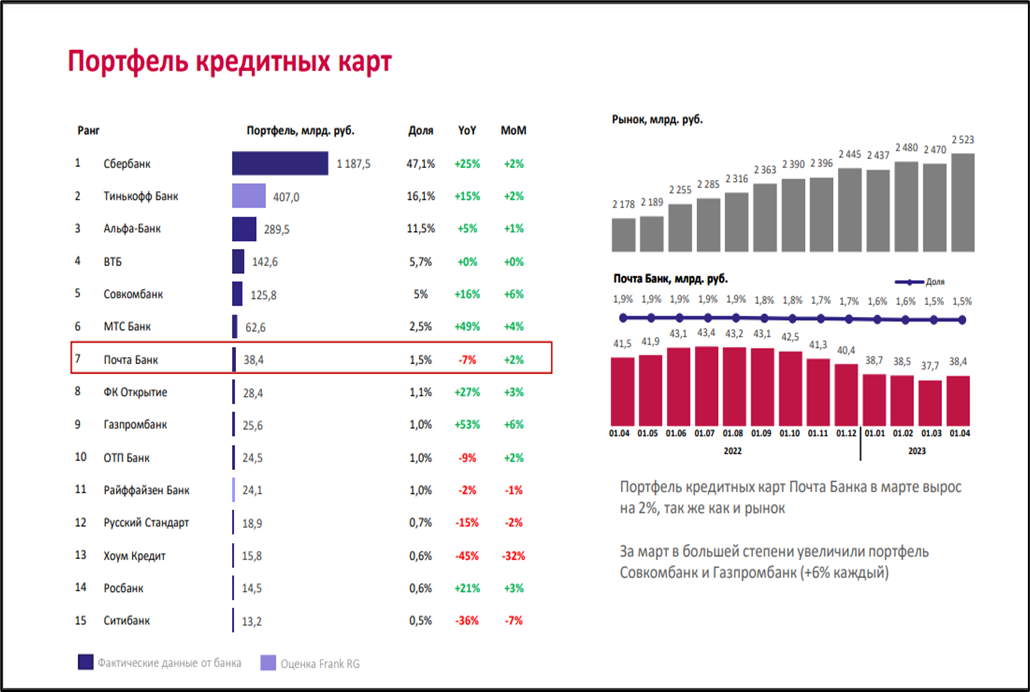 Портфель кредитных карт
Ранг Портфель, млрд. руб. Доля YoY MoM
1 Сбербанк 1 187,5 47,1% +25% +2%
2 Тинькофф Банк 407,0 16,1% +15% +2%
3 Альфа-Банк 289,5 11,5% +5% +1%
4 ВТБ 142,6 5,7% +0% +0%
5 Совкомбанк 125,8 5% +16% +6%
6 МТС Банк 62,6 2,5% +49% +4%
7 Почта Банк 38,4 1,5% -7% +2%
8 ФК Открытие 28,4 1,1% +27% +3%
9 Газпромбанк 25,6 1,0% +53% +6%
10 ОТП Банк 24,5 1,0% -9% +2%
11 Райффайзен Банк 24,1 1,0% -2% -1%
12 Русский Стандарт 18,9 0,7% -15% -2%
13 Хоум Кредит 15,8 0,6% -45% -32%
14 Росбанк 14,5 0,6% +21% +3%
15 Ситибанк 13,2 0,5% -36% -7%
Фактические данные от банка Оценка Frank RG
Рынок, млрд. руб.
2 178 2 189 2 255 2 285 2 316 2 363 2 390 2 396 2 445 2 437 2 480 2 470 2 523
Почта Банк, млрд. руб. Доля
1,9% 1,9% 1,9% 1,9% 1,9% 1,8% 1,8% 1,7% 1,7% 1,6% 1,6% 1,5% 1,5%
41,5 41,9 43,1 43,4 43,2 43,1 42,5 41,3 40,4 38,7 38,5 37,7 38,4
01.04 01.05 01.06 01.07 01.08 01.09 01.10 01.11 01.12 01.01 01.02 01.03 01.04
2022 2023
Портфель кредитных карт Почта Банка в марте вырос
на 2%, так же как и рынок
За март в большей степени увеличили портфель
Совкомбанк и Газпромбанк (+6% каждый)